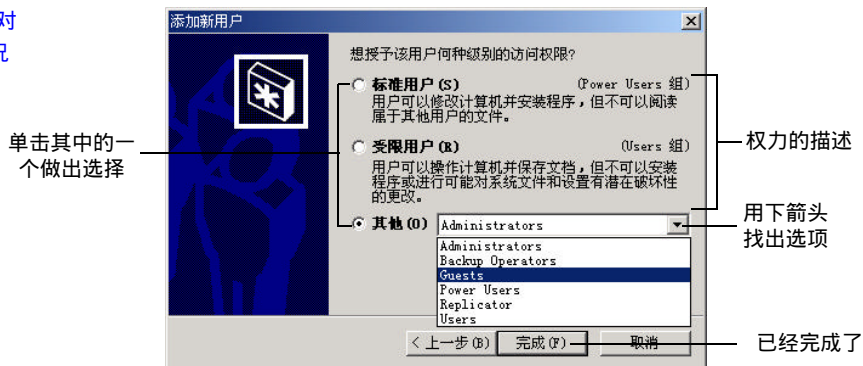 对
况
添加新用户
想授予该用户何种级别的访问权限?
标准用户(S) (Power Users 组)
用户可以修改计算机并安装程序，但不可以阅读
属于其他用户的文件。
受限用户(R) (Users 组)
用户可以操作计算机并保存文档，但不可以安装
程序或进行可能对系统文件和设置有潜在破坏性
的更改。
其他(O) Administrators
Administrators
Backup Operators
Guests
Power Users
Replicator
Users
< 上一步(B) 完成(F) 取消
单击其中的一
个做出选择
权力的描述
用下箭头
找出选项
已经完成了